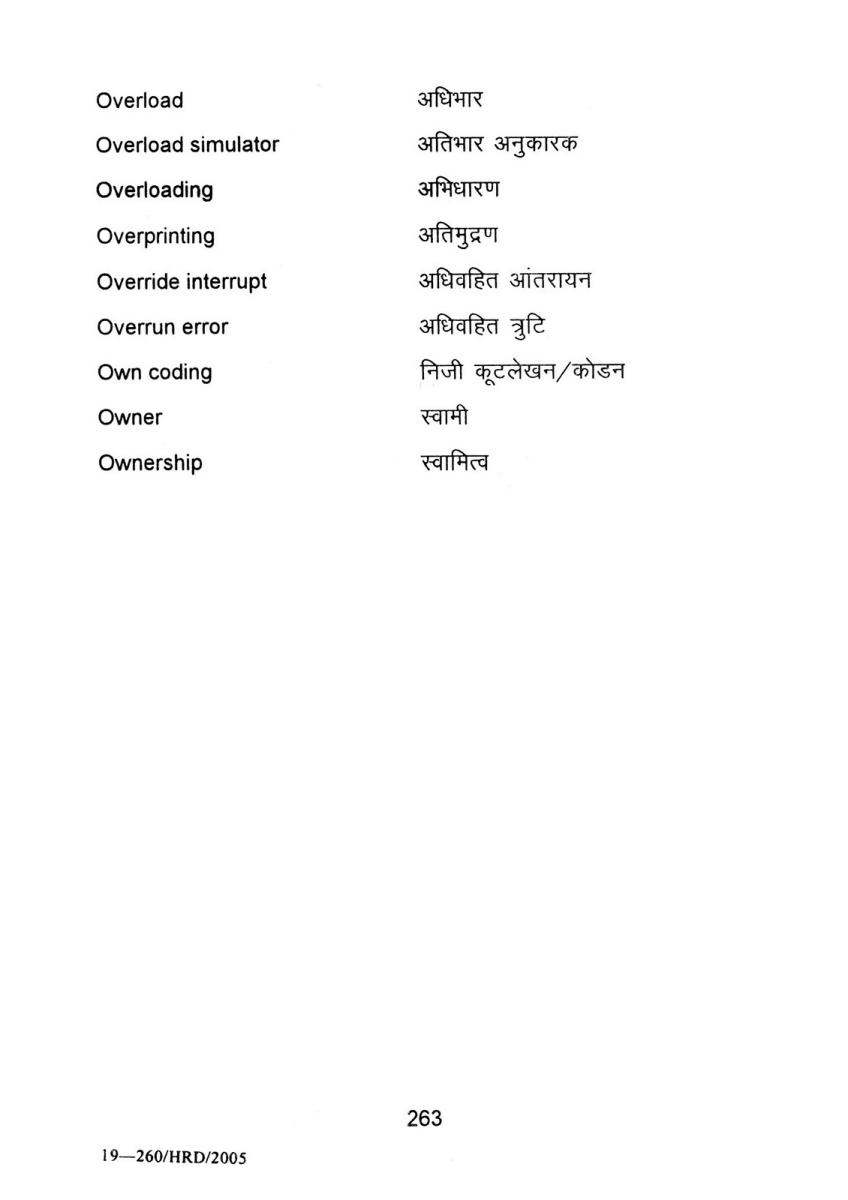 Overload अधिभार
Overload simulator अतिभार अनुकारक
Overloading अभिधारण
Overprinting अतिमुद्रण
Override interrupt अधिवहित आंतरायन
Overrun error अधिवहित त्रुटि
Own coding निजी कूटलेखन/कोडन
Owner स्वामी
Ownership स्वामित्व
263
19—260/HRD/2005